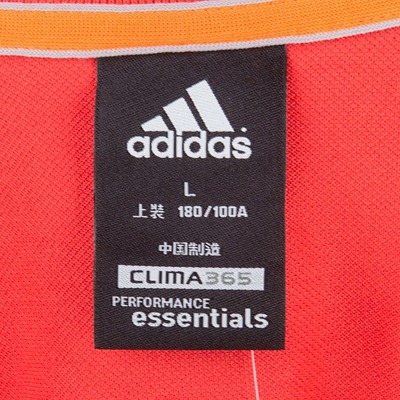 adidas
L
上装 180/100A
中国制造
CLIMA365
PERFORMANCE
essentials